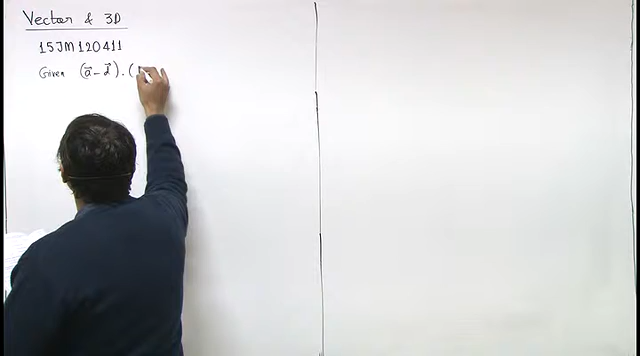 Vector & 3D
15JM120411
Given (a⃗ - d⃗) . (